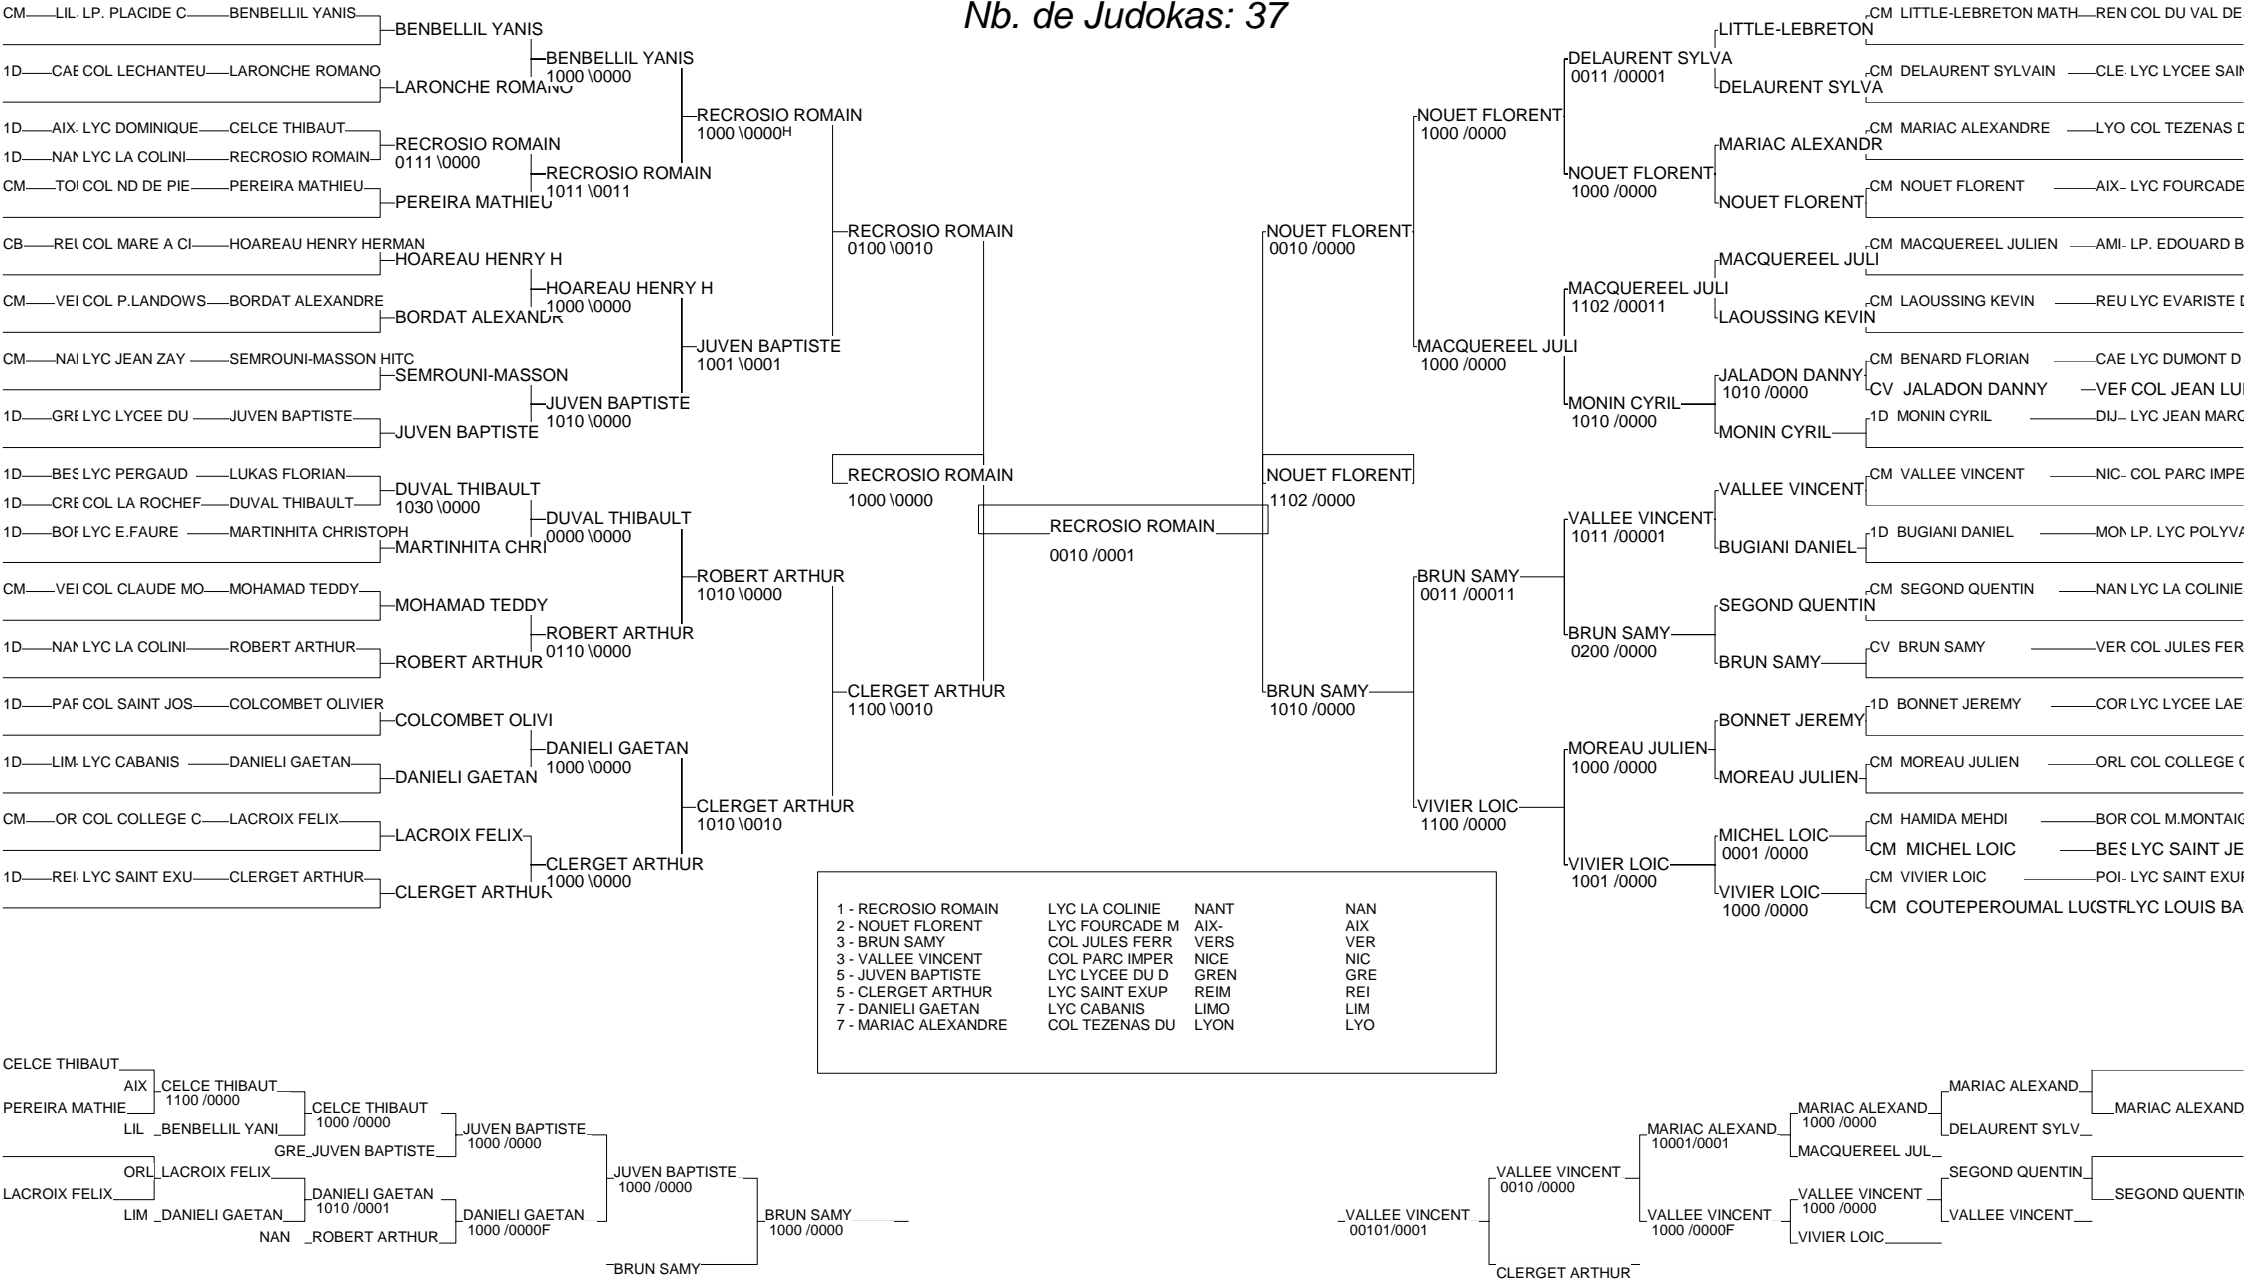 Nb. de Judokas: 37
CM LIL LP. PLACIDE C BENBELLIL YANIS
BENBELLIL YANIS
BENBELLIL YANIS
1000 \0000
1D CAE COL LECHANTEU LARONCHE ROMANO
LARONCHE ROMANO
RECROSIO ROMAIN
1000 \0000H
1D AIX- LYC DOMINIQUE CELCE THIBAUT
RECROSIO ROMAIN
0111 \0000
1D NAN LYC LA COLINI RECROSIO ROMAIN
RECROSIO ROMAIN
1011 \0011
CM TOU COL ND DE PIE PEREIRA MATHIEU
PEREIRA MATHIEU
RECROSIO ROMAIN
0100 \0010
CB REU COL MARE A CI HOAREAU HENRY HERMAN
HOAREAU HENRY H
HOAREAU HENRY H
1000 \0000
CM VER COL P.LANDOWS BORDAT ALEXANDRE
BORDAT ALEXANDR
JUVEN BAPTISTE
1001 \0001
CM NAN LYC JEAN ZAY SEMROUNI-MASSON HITC
SEMROUNI-MASSON
JUVEN BAPTISTE
1010 \0000
1D GRE LYC LYCEE DU JUVEN BAPTISTE
JUVEN BAPTISTE
RECROSIO ROMAIN
1000 \0000
1D BES LYC PERGAUD LUKAS FLORIAN
DUVAL THIBAULT
1030 \0000
1D CRE COL LA ROCHEF DUVAL THIBAULT
DUVAL THIBAULT
0000 \0000
1D BOR LYC E.FAURE MARTINHITA CHRISTOPH
MARTINHITA CHRI
ROBERT ARTHUR
1010 \0000
CM VER COL CLAUDE MO MOHAMAD TEDDY
MOHAMAD TEDDY
ROBERT ARTHUR
0110 \0000
1D NAN LYC LA COLINI ROBERT ARTHUR
ROBERT ARTHUR
CLERGET ARTHUR
1100 \0010
1D PAR COL SAINT JOS COLCOMBET OLIVIER
COLCOMBET OLIVI
DANIELI GAETAN
1000 \0000
1D LIM LYC CABANIS DANIELI GAETAN
DANIELI GAETAN
CLERGET ARTHUR
1010 \0010
CM OR COL COLLEGE C LACROIX FELIX
LACROIX FELIX
CLERGET ARTHUR
1000 \0000
1D REI LYC SAINT EXU CLERGET ARTHUR
CLERGET ARTHUR
RECROSIO ROMAIN
0010 /0001
LITTLE-LEBRETON
CM LITTLE-LEBRETON MATH REN COL DU VAL DE
DELAURENT SYLVA
0011 /00001
CM DELAURENT SYLVAIN CLE LYC LYCEE SAIN
DELAURENT SYLVA
NOUET FLORENT
1000 /0000
CM MARIAC ALEXANDRE LYO COL TEZENAS D
MARIAC ALEXANDR
NOUET FLORENT
1000 /0000
CM NOUET FLORENT AIX- LYC FOURCADE
NOUET FLORENT
NOUET FLORENT
0010 /0000
CM MACQUEREEL JULIEN AMI- LP. EDOUARD B
MACQUEREEL JULI
MACQUEREEL JULI
1102 /00011
CM LAOUSSING KEVIN REU LYC EVARISTE D
LAOUSSING KEVIN
MACQUEREEL JULI
1000 /0000
CM BENARD FLORIAN CAE LYC DUMONT D
JALADON DANNY
1010 /0000
CV JALADON DANNY VER COL JEAN LU
MONIN CYRIL
1010 /0000
1D MONIN CYRIL DIJ- LYC JEAN MARC
MONIN CYRIL
NOUET FLORENT
1102 /0000
CM VALLEE VINCENT NIC- COL PARC IMPE
VALLEE VINCENT
VALLEE VINCENT
1011 /00001
1D BUGIANI DANIEL MON LP. LYC POLYVA
BUGIANI DANIEL
BRUN SAMY
0011 /00011
CM SEGOND QUENTIN NAN LYC LA COLINIE
SEGOND QUENTIN
BRUN SAMY
0200 /0000
CV BRUN SAMY VER COL JULES FER
BRUN SAMY
BRUN SAMY
1010 /0000
1D BONNET JEREMY COR LYC LYCEE LAE
BONNET JEREMY
MOREAU JULIEN
1000 /0000
CM MOREAU JULIEN ORL COL COLLEGE C
MOREAU JULIEN
VIVIER LOIC
1100 /0000
CM HAMIDA MEHDI BOR COL M.MONTAIG
MICHEL LOIC
0001 /0000
CM MICHEL LOIC BES LYC SAINT JE
VIVIER LOIC
1001 /0000
CM VIVIER LOIC POI- LYC SAINT EXUP
VIVIER LOIC
1000 /0000
CM COUTEPEROUMAL LUC STR LYC LOUIS BA
1 - RECROSIO ROMAIN LYC LA COLINIE NANT NAN
2 - NOUET FLORENT LYC FOURCADE M AIX- AIX
3 - BRUN SAMY COL JULES FERR VERS VER
3 - VALLEE VINCENT COL PARC IMPER NICE NIC
5 - JUVEN BAPTISTE LYC LYCEE DU D GREN GRE
5 - CLERGET ARTHUR LYC SAINT EXUP REIM REI
7 - DANIELI GAETAN LYC CABANIS LIMO LIM
7 - MARIAC ALEXANDRE COL TEZENAS DU LYON LYO
CELCE THIBAUT
AIX CELCE THIBAUT
1100 /0000
PEREIRA MATHIE
CELCE THIBAUT
1000 /0000
LIL BENBELLIL YANI
JUVEN BAPTISTE
1000 /0000
GRE JUVEN BAPTISTE
ORL LACROIX FELIX
JUVEN BAPTISTE
1000 /0000
LACROIX FELIX
DANIELI GAETAN
1010 /0001
LIM DANIELI GAETAN
DANIELI GAETAN
1000 /0000F
BRUN SAMY
1000 /0000
NAN ROBERT ARTHUR
BRUN SAMY
MARIAC ALEXAND
MARIAC ALEXAND
1000 /0000
MARIAC ALEXAND
MARIAC ALEXAND
10001/0001
DELAURENT SYLV
MACQUEREEL JUL
VALLEE VINCENT
0010 /0000
SEGOND QUENTIN
VALLEE VINCENT
1000 /0000
SEGOND QUENTIN
VALLEE VINCENT
00101/0001
VALLEE VINCENT
1000 /0000F
VALLEE VINCENT
VIVIER LOIC
CLERGET ARTHUR